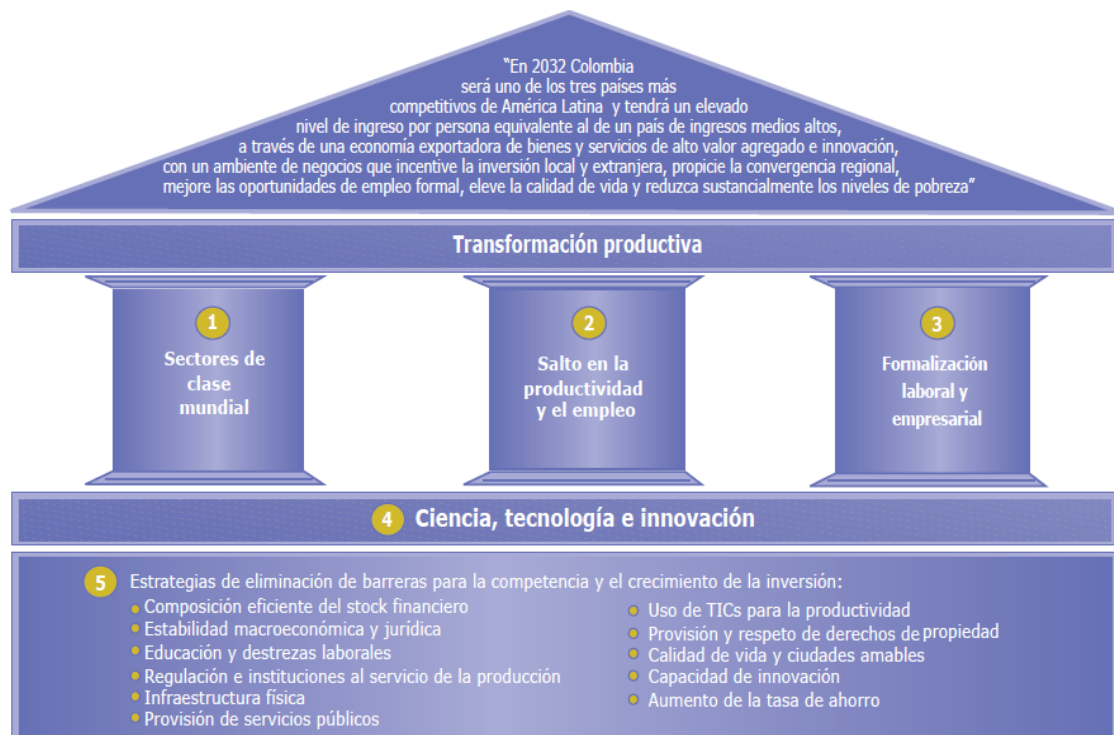 “En 2032 Colombia
será uno de los tres países más
competitivos de América Latina y tendrá un elevado
nivel de ingreso por persona equivalente al de un país de ingresos medios altos,
a través de una economía exportadora de bienes y servicios de alto valor agregado e innovación,
con un ambiente de negocios que incentive la inversión local y extranjera, propicie la convergencia regional,
mejore las oportunidades de empleo formal, eleve la calidad de vida y reduzca sustancialmente los niveles de pobreza”
Transformación productiva
1
Sectores de
clase
mundial
2
Salto en la
productividad
y el empleo
3
Formalización
laboral y
empresarial
4 Ciencia, tecnología e innovación
5 Estrategias de eliminación de barreras para la competencia y el crecimiento de la inversión:
Composición eficiente del stock financiero
Estabilidad macroeconómica y jurídica
Educación y destrezas laborales
Regulación e instituciones al servicio de la producción
Infraestructura física
Provisión de servicios públicos
Uso de TICs para la productividad
Provisión y respeto de derechos de propiedad
Calidad de vida y ciudades amables
Capacidad de innovación
Aumento de la tasa de ahorro